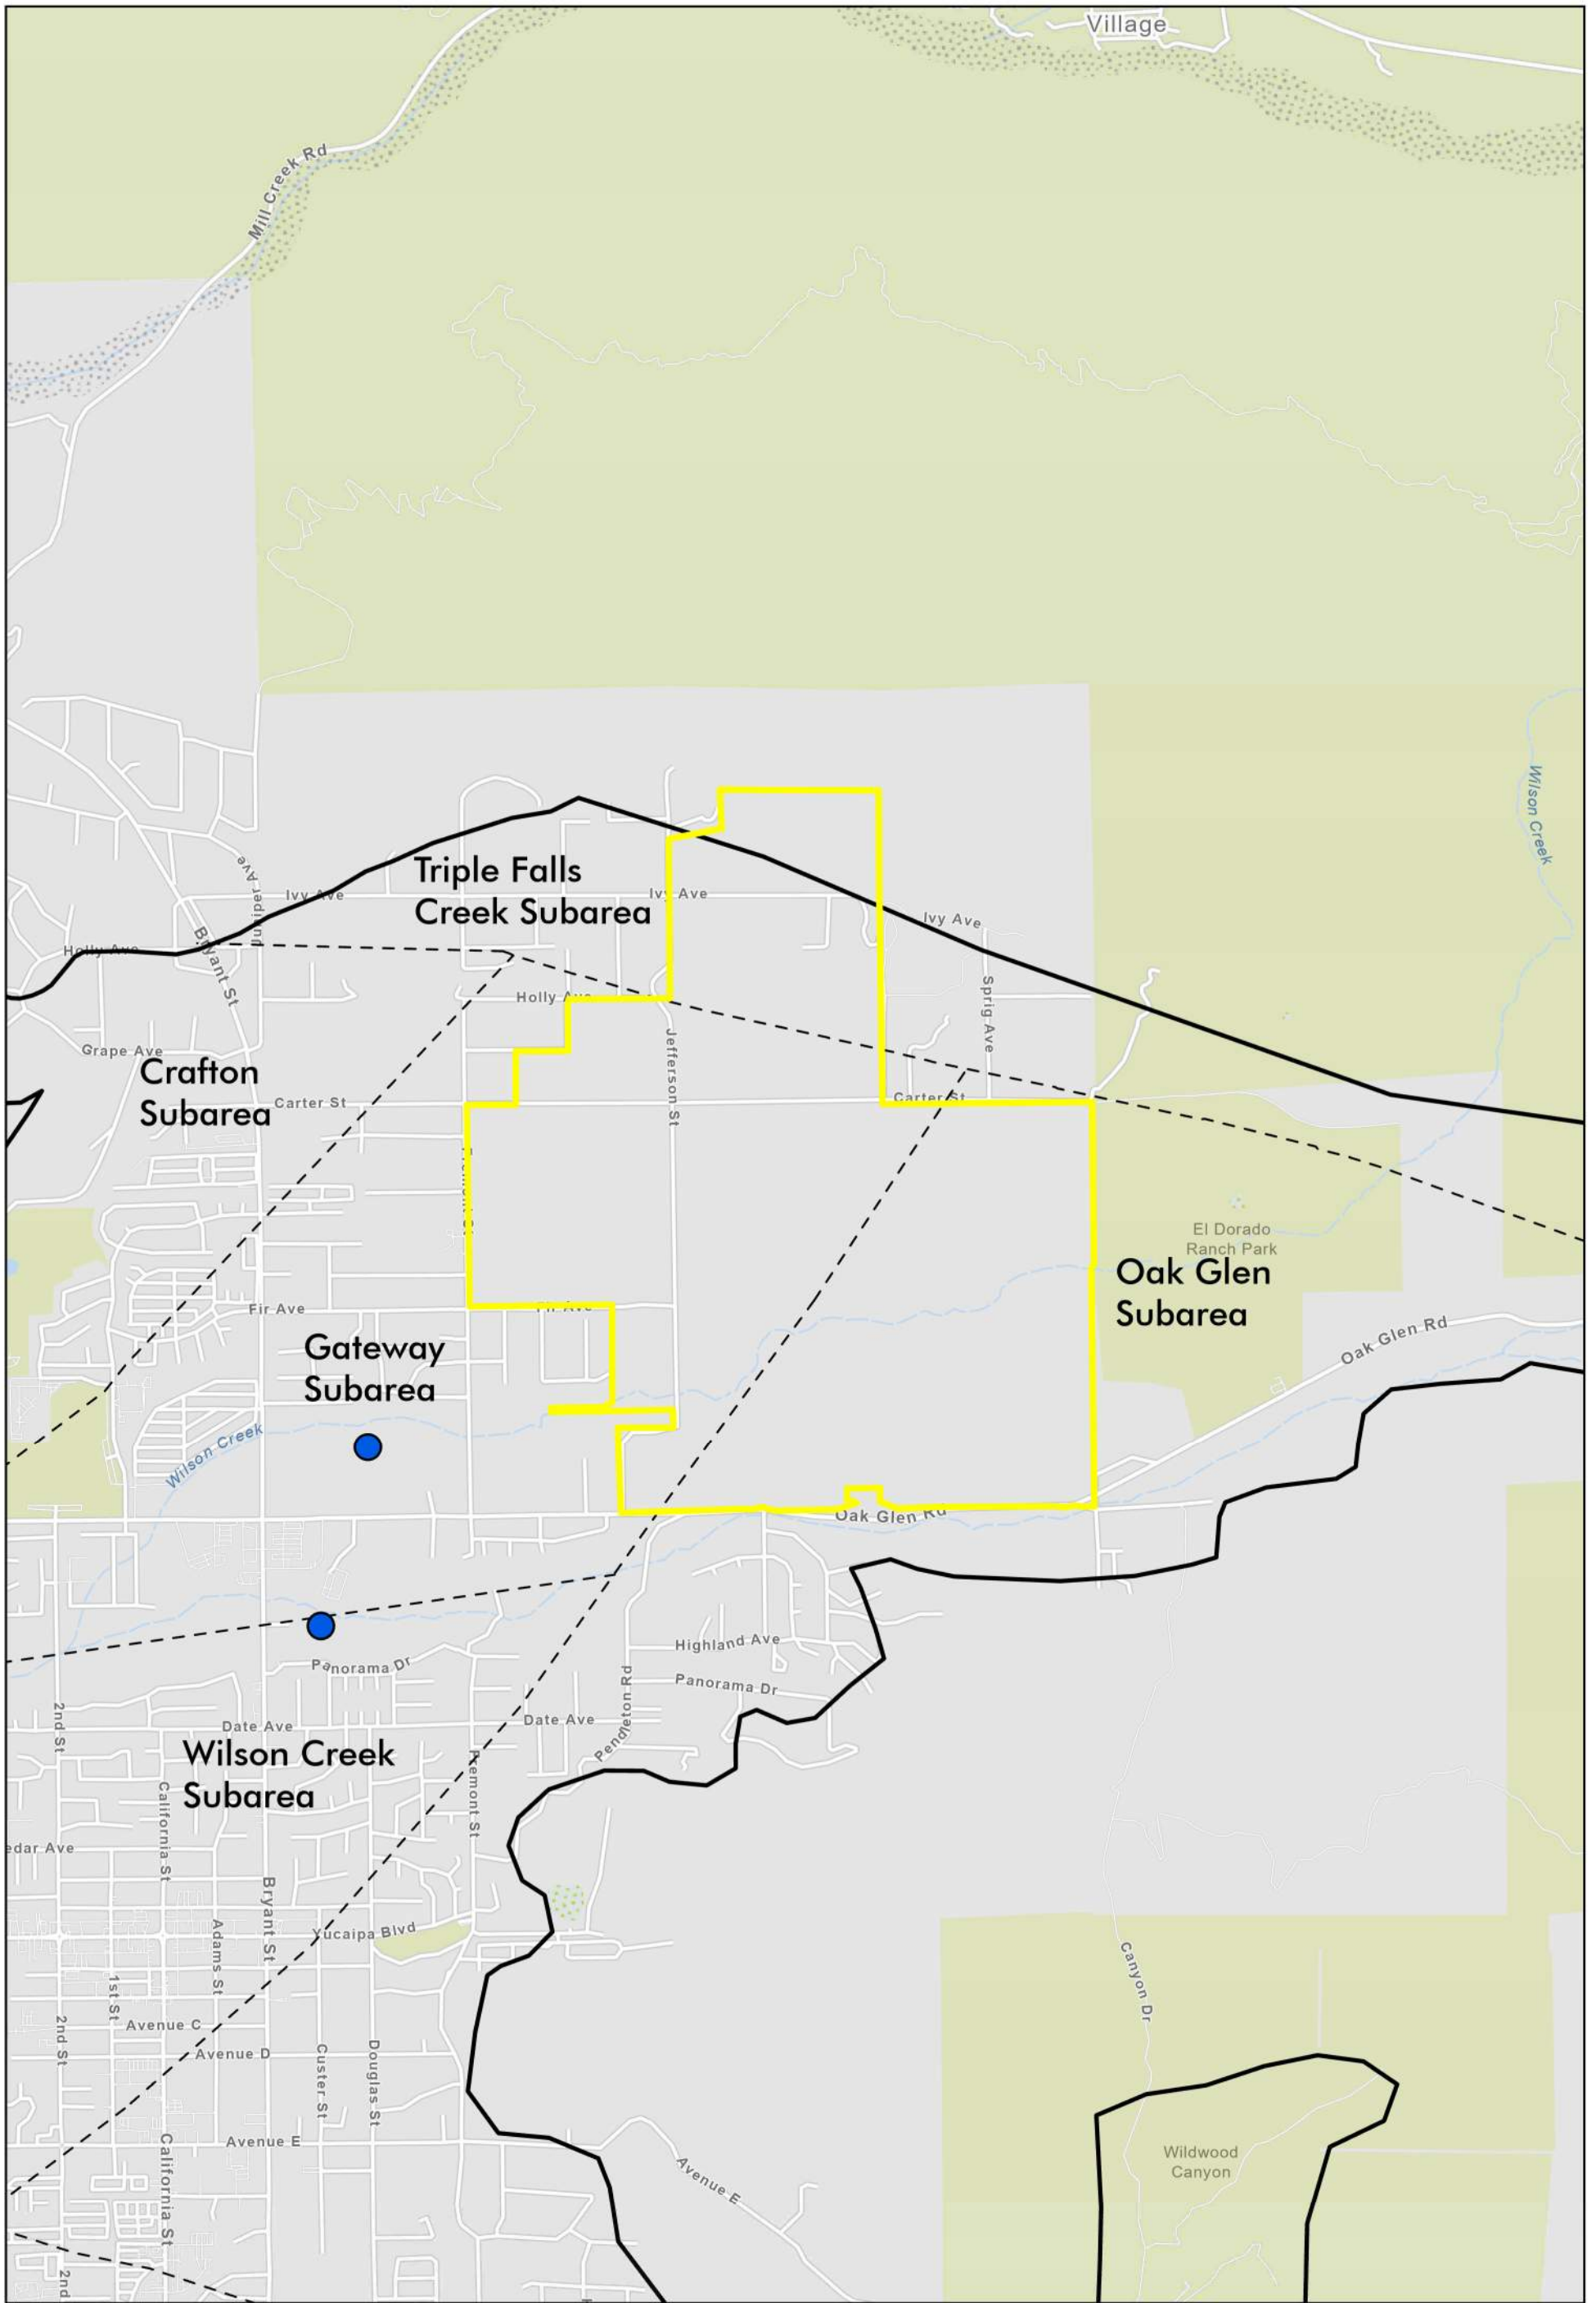 Village
Mill Creek Rd
Wilson Creek
Triple Falls
Creek Subarea
Juniper Ave
Ivy Ave
Ivy Ave
Ivy Ave
Holly Ave
Bryant St
Holly Ave
Sprig Ave
Jefferson St
Grape Ave
Crafton
Subarea
Carter St
Carter St
El Dorado
Ranch Park
Oak Glen
Subarea
Fir Ave
Fir Ave
Oak Glen Rd
Gateway
Subarea
Wilson Creek
Oak Glen Rd
Highland Ave
Panorama Dr
Panorama Dr
Pendleton Rd
2nd St
Date Ave
Date Ave
Wilson Creek
Subarea
Fremont St
California St
edar Ave
Bryant St
Adams St
Yucaipa Blvd
1st St
Canyon Dr
Avenue C
2nd St
Avenue D
Custer St
Douglas St
Avenue E
California St
Avenue E
Wildwood
Canyon
2nd